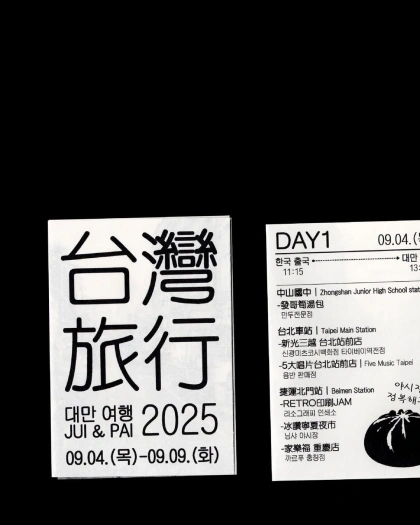 台灣
旅行
대만 여행
JUI & PAI
2025
09.04.(목)-09.09.(화)
DAY1
09.04.
한국 출국
대만
11:15
13:
中山國中 | Zhongshan Junior High School stat
-發哥蜀湯包
만두전문점
台北車站 | Taipei Main Station
-新光三越 台北站前店
신광미츠코시백화점 타이베이역전점
-5大唱片台北站前店 | Five Music Taipei
음반 판매점
捷運北門站 | Beimen Station
-RETRO印刷JAM
리소그래피 인쇄소
-冰讚寧夏夜市
닝샤 야시장
-家樂福 重慶店
까르푸 충칭점
야시장
정복해